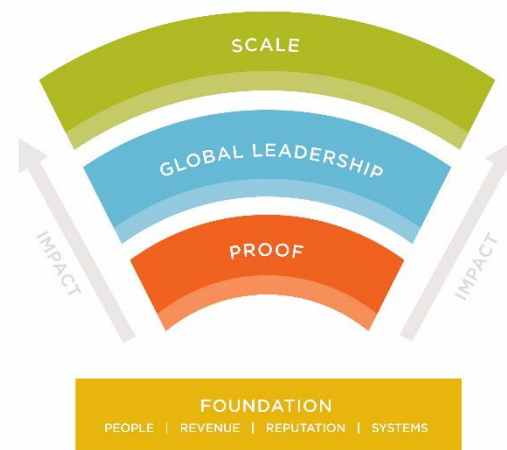 SCALE
GLOBAL LEADERSHIP
PROOF
IMPACT
IMPACT
FOUNDATION
PEOPLE | REVENUE | REPUTATION | SYSTEMS